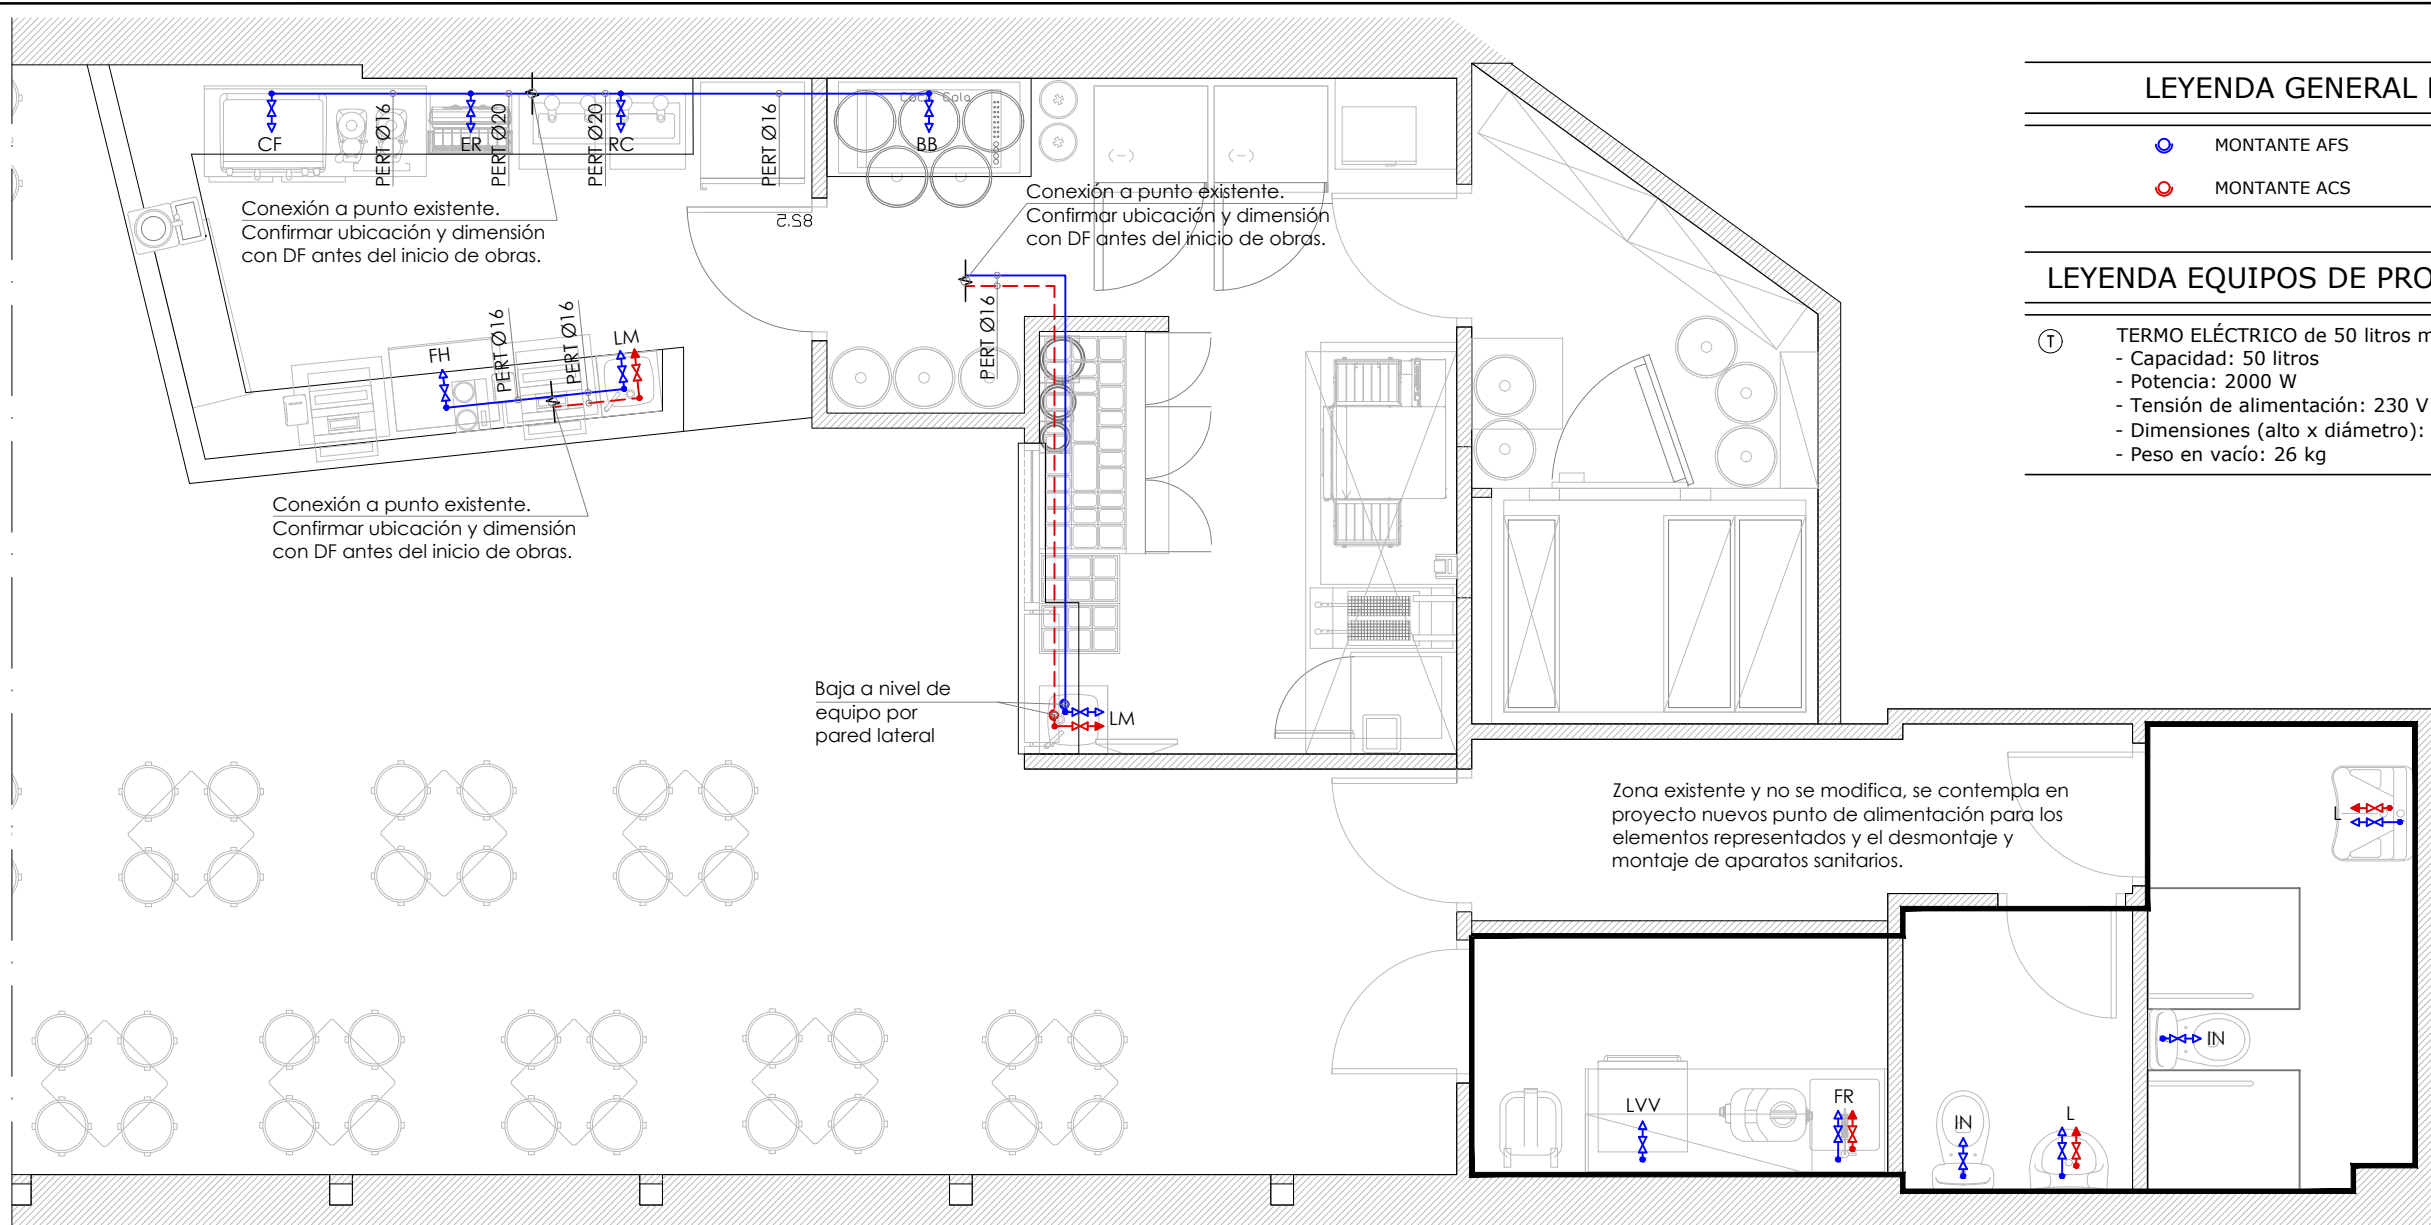 LEYENDA GENERAL
MONTANTE AFS
MONTANTE ACS
LEYENDA EQUIPOS DE PRO
T
TERMO ELÉCTRICO de 50 litros
- Capacidad: 50 litros
- Potencia: 2000 W
- Tensión de alimentación: 230 V
- Dimensiones (alto x diámetro):
- Peso en vacío: 26 kg
CF
PERT Ø16
ER
PERT Ø20
PERT Ø20
RC
PERT Ø16
Coca Cola
BB
Conexión a punto existente.
Confirmar ubicación y dimensión
con DF antes del inicio de obras.
82.5
Conexión a punto existente.
Confirmar ubicación y dimensión
con DF antes del inicio de obras.
FH
PERT Ø16
PERT Ø16
LM
PERT Ø16
Conexión a punto existente.
Confirmar ubicación y dimensión
con DF antes del inicio de obras.
Baja a nivel de
equipo por
pared lateral
LM
Zona existente y no se modifica, se contempla en
proyecto nuevos punto de alimentación para los
elementos representados y el desmontaje y
montaje de aparatos sanitarios.
L
IN
LVV
FR
IN
L